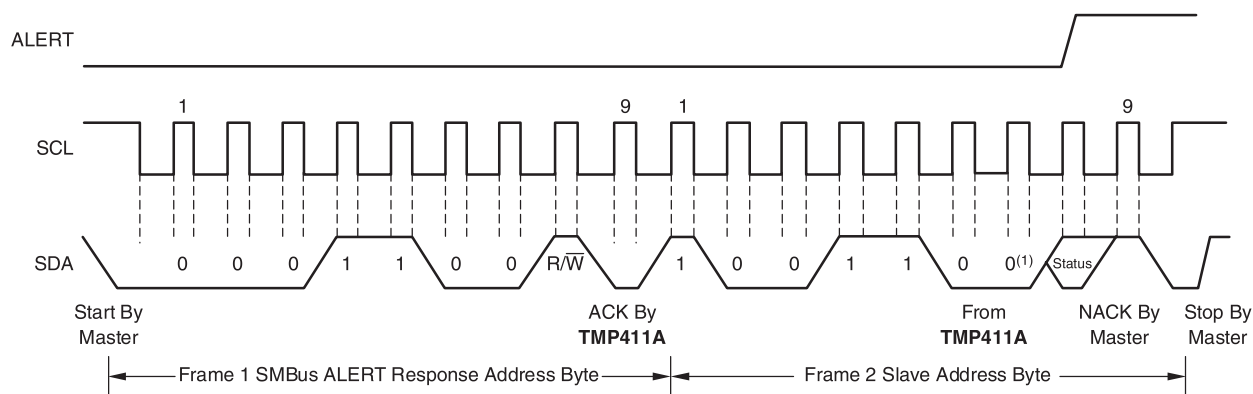 ALERT
1 9 1 9
SCL
SDA 0 0 0 1 1 0 0 R/W̅ 1 0 0 1 1 0 0(1) Status
Start By
Master
ACK By
TMP411A
From
TMP411A
NACK By
Master
Stop By
Master
Frame 1 SMBus ALERT Response Address Byte
Frame 2 Slave Address Byte